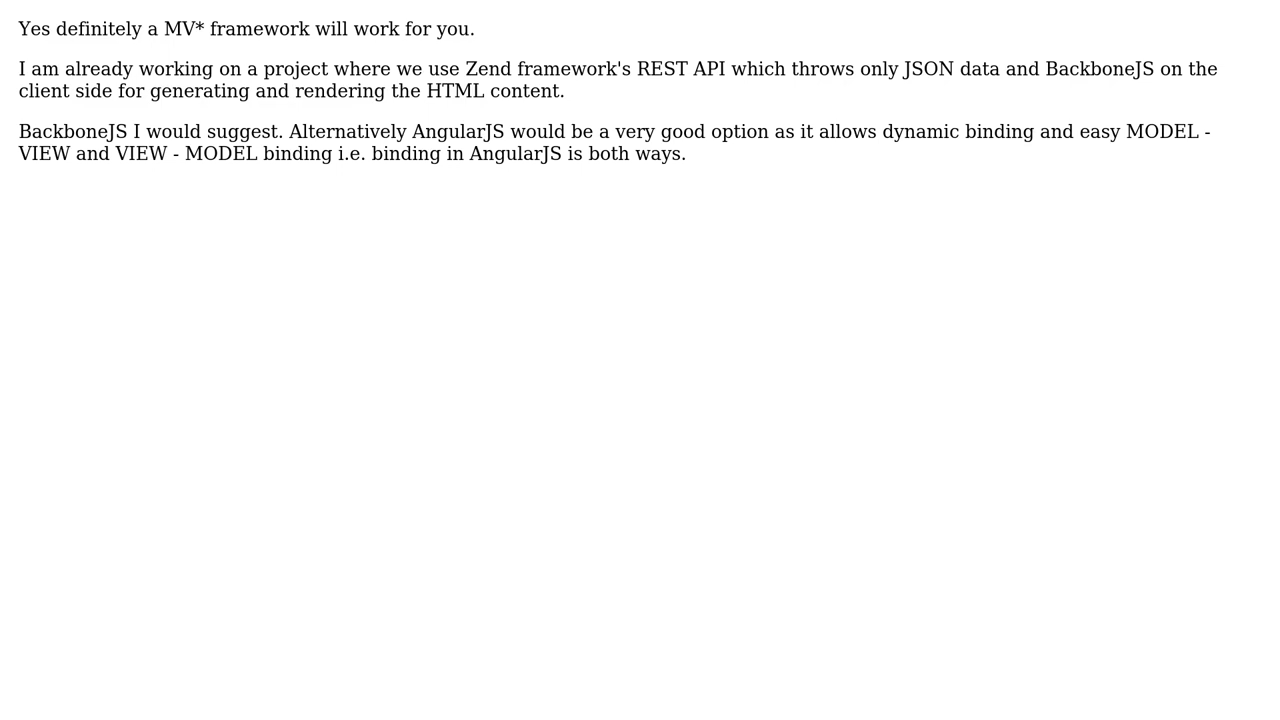 Yes definitely a MV* framework will work for you.
I am already working on a project where we use Zend framework's REST API which throws only JSON data and BackboneJS on the
client side for generating and rendering the HTML content.
BackboneJS I would suggest. Alternatively AngularJS would be a very good option as it allows dynamic binding and easy MODEL -
VIEW and VIEW - MODEL binding i.e. binding in AngularJS is both ways.